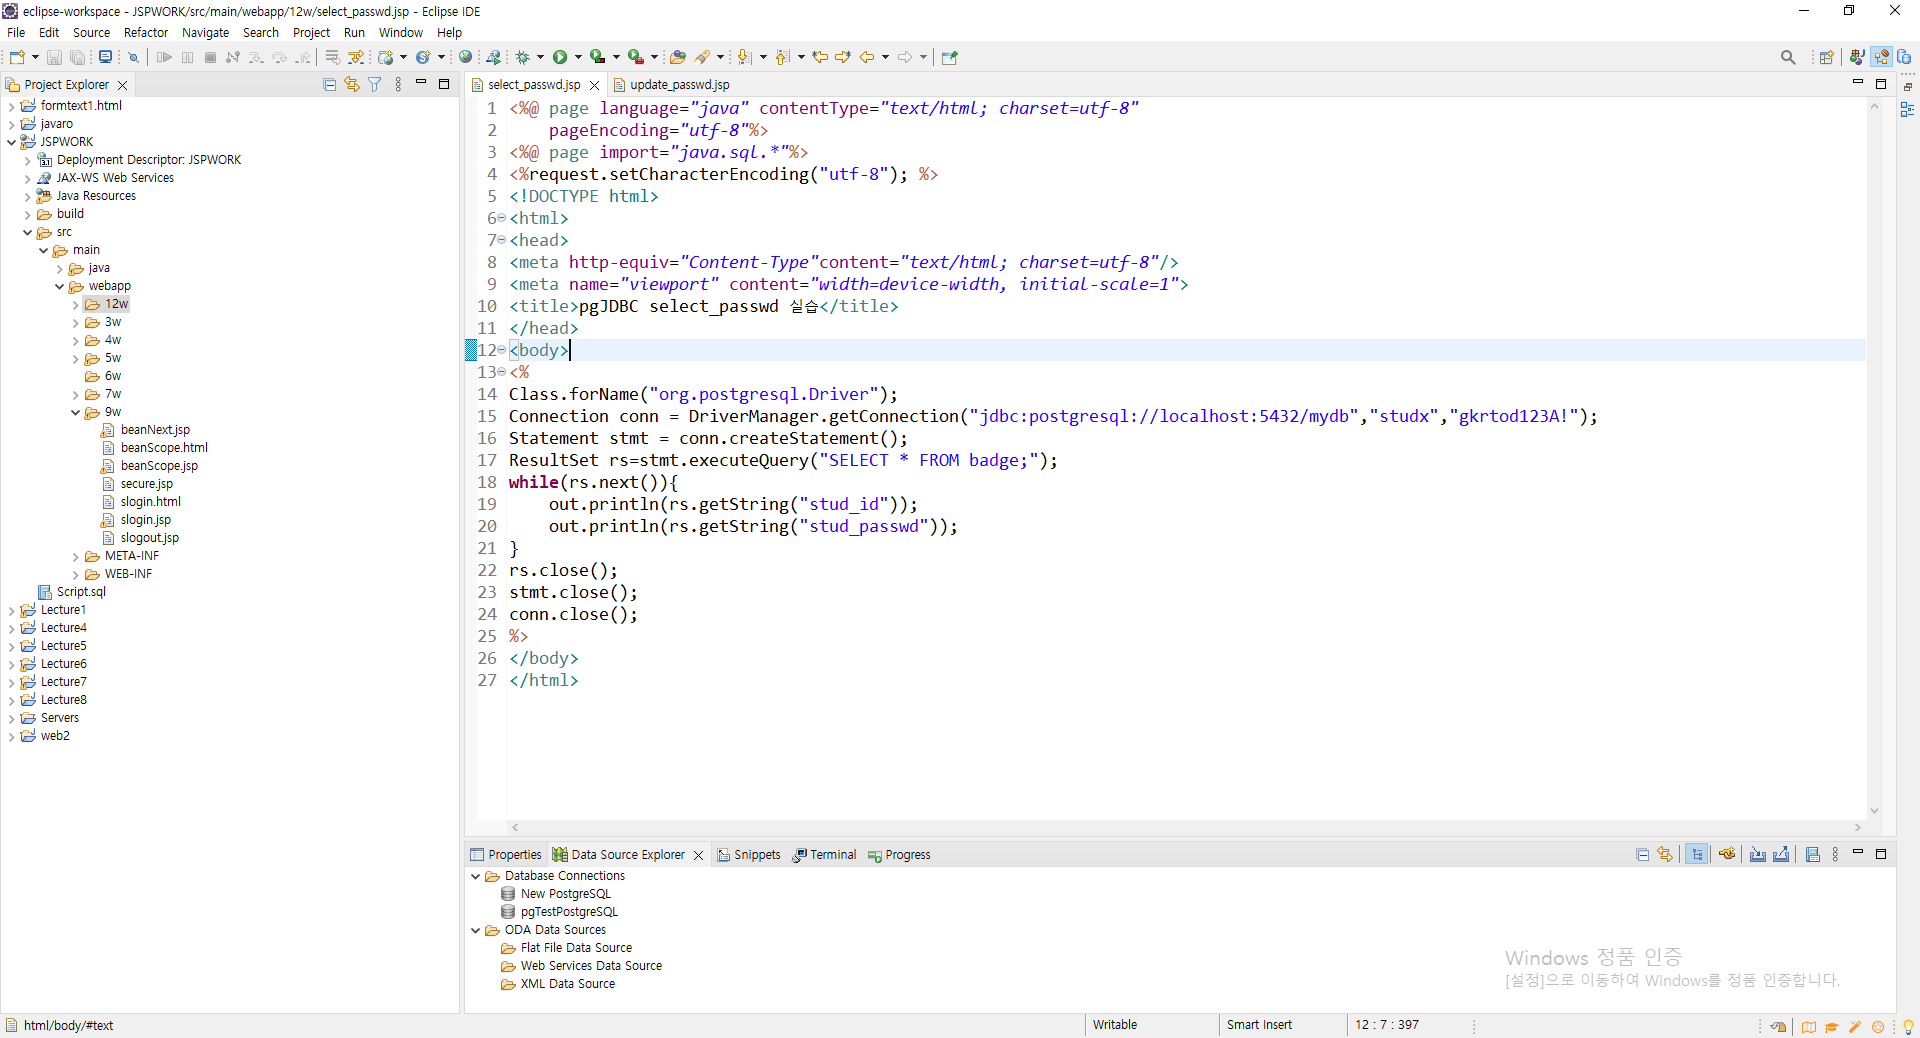 eclipse-workspace - JSPWORK/src/main/webapp/12w/select_passwd.jsp - Eclipse IDE
File Edit Source Refactor Navigate Search Project Run Window Help
Project Explorer
formtext1.html
javaro
JSPWORK
Deployment Descriptor: JSPWORK
JAX-WS Web Services
Java Resources
build
src
main
java
webapp
12w
3w
4w
5w
6w
7w
9w
beanNext.jsp
beanScope.html
beanScope.jsp
secure.jsp
slogin.html
slogin.jsp
slogout.jsp
META-INF
WEB-INF
Script.sql
Lecture1
Lecture4
Lecture5
Lecture6
Lecture7
Lecture8
Servers
web2
select_passwd.jsp update_passwd.jsp
1 <%@ page language="java" contentType="text/html; charset=utf-8"
2 pageEncoding="utf-8"%>
3 <%@ page import="java.sql.*"%>
4 <%request.setCharacterEncoding("utf-8"); %>
5 <!DOCTYPE html>
6 <html>
7 <head>
8 <meta http-equiv="Content-Type"content="text/html; charset=utf-8"/>
9 <meta name="viewport" content="width=device-width, initial-scale=1">
10 <title>pgJDBC select_passwd 실습</title>
11 </head>
12 <body>
13 <%
14 Class.forName("org.postgresql.Driver");
15 Connection conn = DriverManager.getConnection("jdbc:postgresql://localhost:5432/mydb","studx","gkrtod123A!");
16 Statement stmt = conn.createStatement();
17 ResultSet rs=stmt.executeQuery("SELECT * FROM badge;");
18 while(rs.next()){
19 out.println(rs.getString("stud_id"));
20 out.println(rs.getString("stud_passwd"));
21 }
22 rs.close();
23 stmt.close();
24 conn.close();
25 %>
26 </body>
27 </html>
Properties Data Source Explorer Snippets Terminal Progress
Database Connections
New PostgreSQL
pgTestPostgreSQL
ODA Data Sources
Flat File Data Source
Web Services Data Source
XML Data Source
Windows 정품 인증
[설정]으로 이동하여 Windows를 정품 인증합니다.
html/body/#text Writable Smart Insert 12 : 7 : 397